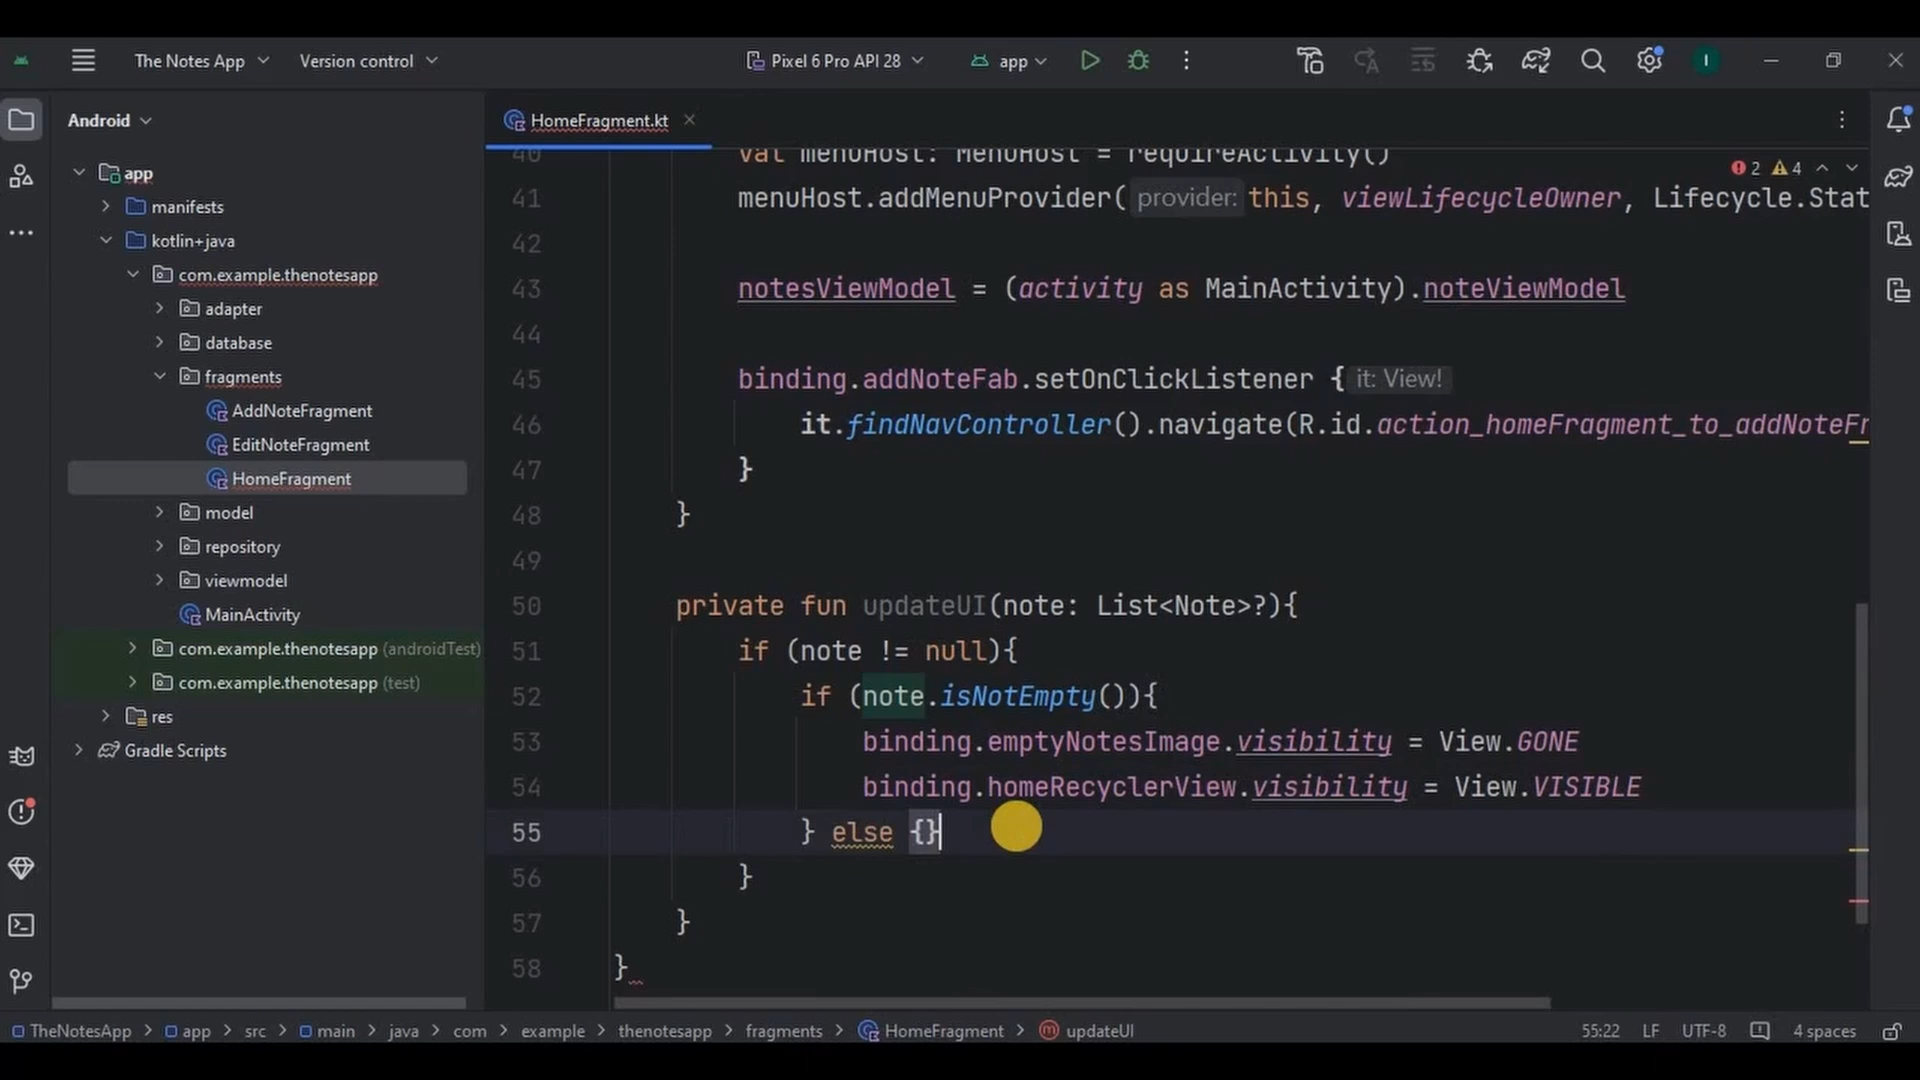 The Notes App
Version control
Pixel 6 Pro API 28
app
I
Android
HomeFragment.kt
app
manifests
kotlin+java
com.example.thenotesapp
adapter
database
fragments
AddNoteFragment
EditNoteFragment
HomeFragment
model
repository
viewmodel
MainActivity
com.example.thenotesapp (androidTest)
com.example.thenotesapp (test)
res
Gradle Scripts
2 4
40 val menuHost: MenuHost = requireActivity()
41 menuHost.addMenuProvider( provider: this, viewLifecycleOwner, Lifecycle.Stat
42
43 notesViewModel = (activity as MainActivity).noteViewModel
44
45 binding.addNoteFab.setOnClickListener { it: View!
46 it.findNavController().navigate(R.id.action_homeFragment_to_addNoteFr
47 }
48 }
49
50 private fun updateUI(note: List<Note>?){
51 if (note != null){
52 if (note.isNotEmpty()){
53 binding.emptyNotesImage.visibility = View.GONE
54 binding.homeRecyclerView.visibility = View.VISIBLE
55 } else {}
56 }
57 }
58 }
TheNotesApp > app > src > main > java > com > example > thenotesapp > fragments > HomeFragment > updateUI
55:22 LF UTF-8 4 spaces